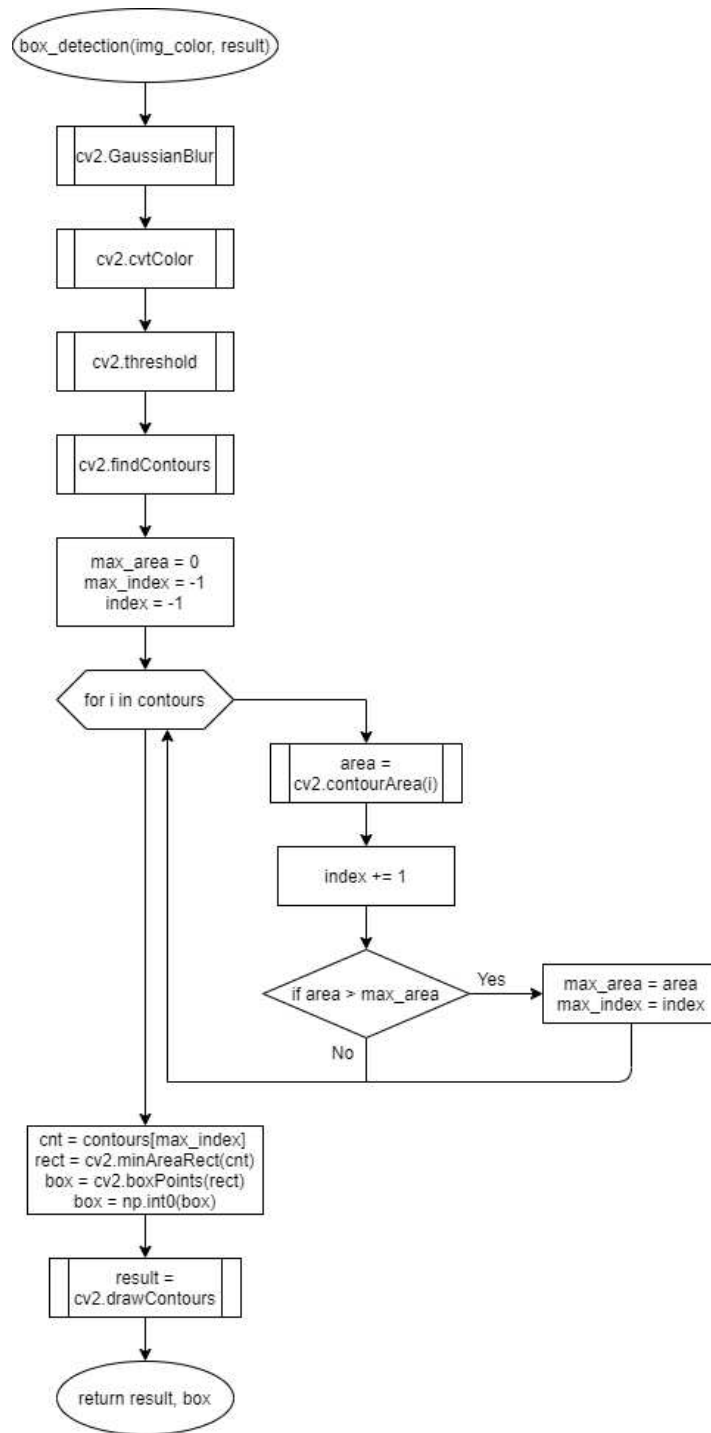 box_detection(img_color, result)
cv2.GaussianBlur
cv2.cvtColor
cv2.threshold
cv2.findContours
max_area = 0
max_index = -1
index = -1
for i in contours
area =
cv2.contourArea(i)
index += 1
if area > max_area
Yes
max_area = area
max_index = index
No
cnt = contours[max_index]
rect = cv2.minAreaRect(cnt)
box = cv2.boxPoints(rect)
box = np.int0(box)
result =
cv2.drawContours
return result, box